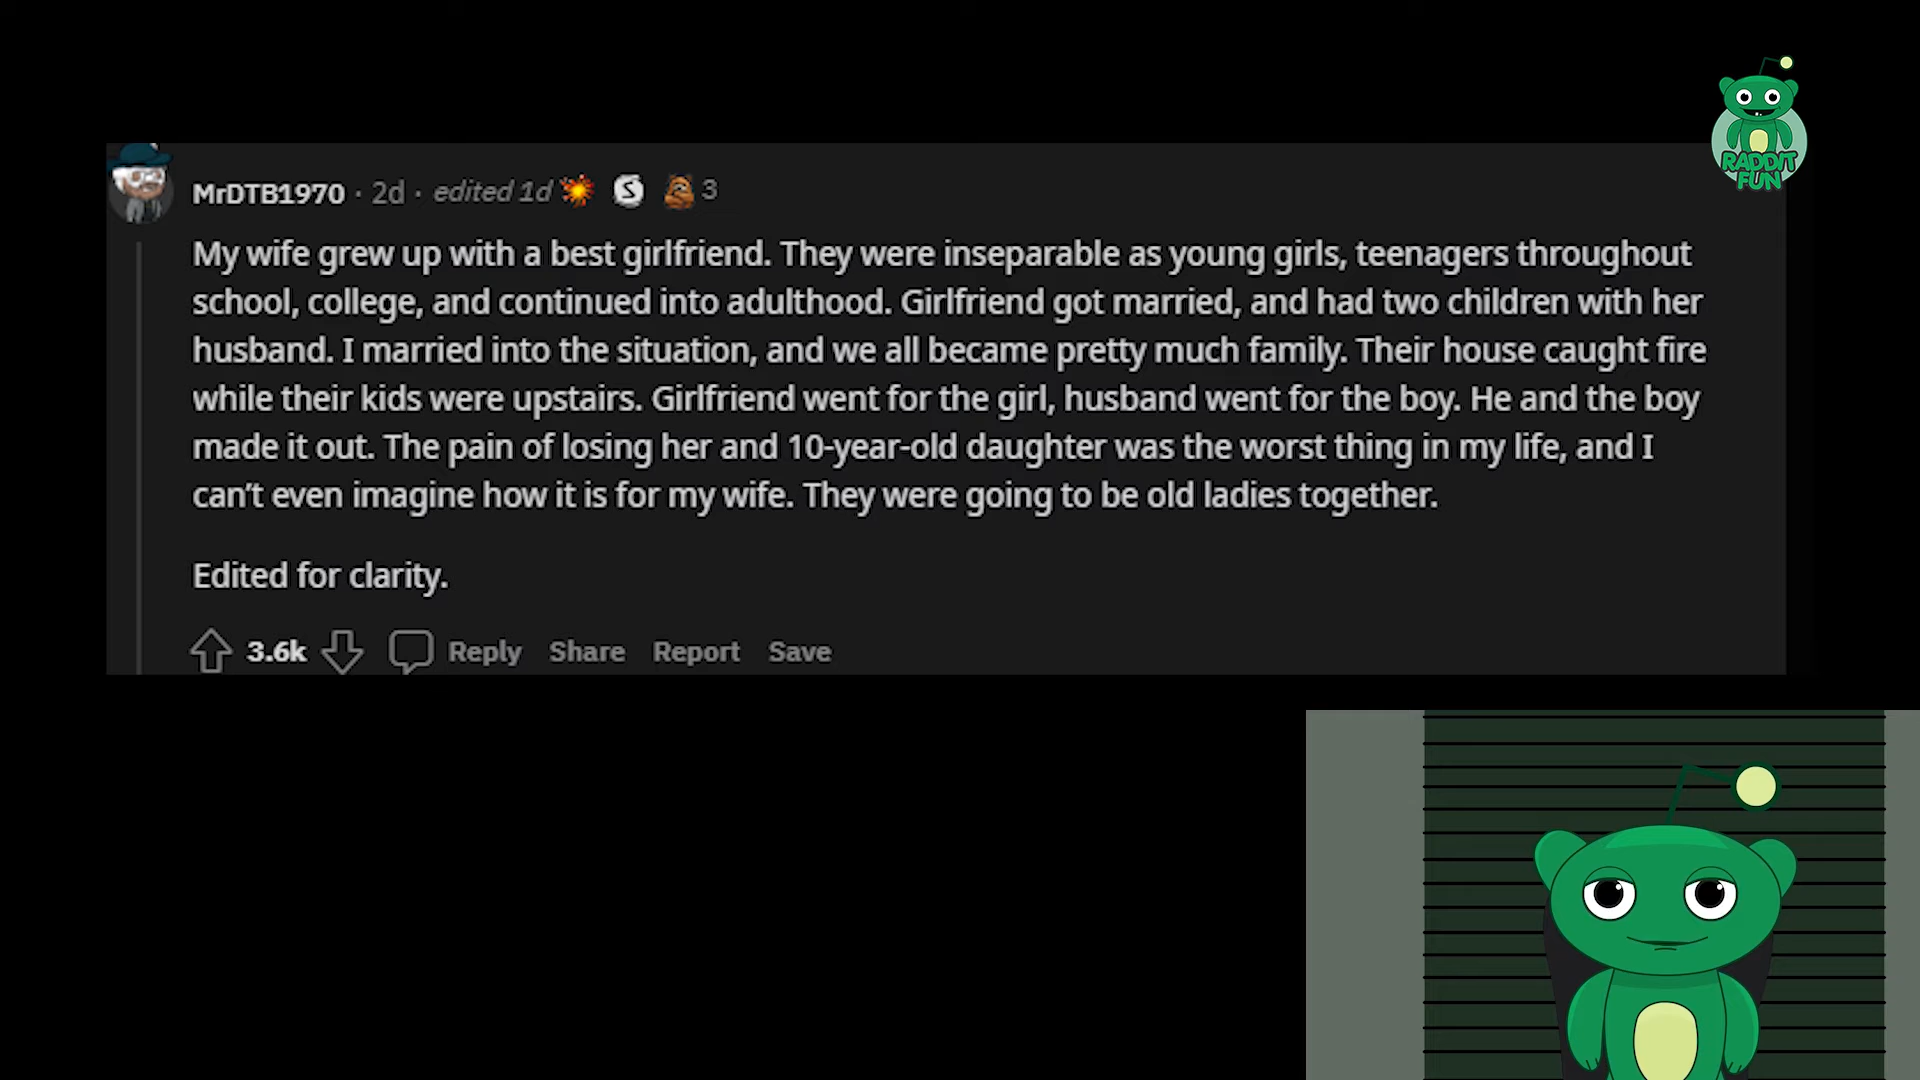 RADDIT
FUN
MrDTB1970 · 2d · edited 1d S 3
My wife grew up with a best girlfriend. They were inseparable as young girls, teenagers throughout
school, college, and continued into adulthood. Girlfriend got married, and had two children with her
husband. I married into the situation, and we all became pretty much family. Their house caught fire
while their kids were upstairs. Girlfriend went for the girl, husband went for the boy. He and the boy
made it out. The pain of losing her and 10-year-old daughter was the worst thing in my life, and I
can't even imagine how it is for my wife. They were going to be old ladies together.
Edited for clarity.
3.6k Reply Share Report Save